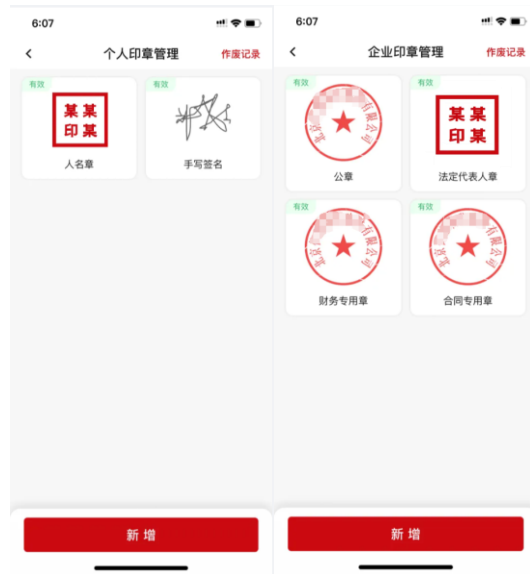 6:07
个人印章管理
作废记录
有效
某某
印某
人名章
有效
手写签名
新增
6:07
企业印章管理
作废记录
有效
有限公司
公章
有效
某某
印某
法定代表人章
有效
北京
有限公司
财务专用章
有效
北京
有限公司
合同专用章
新增